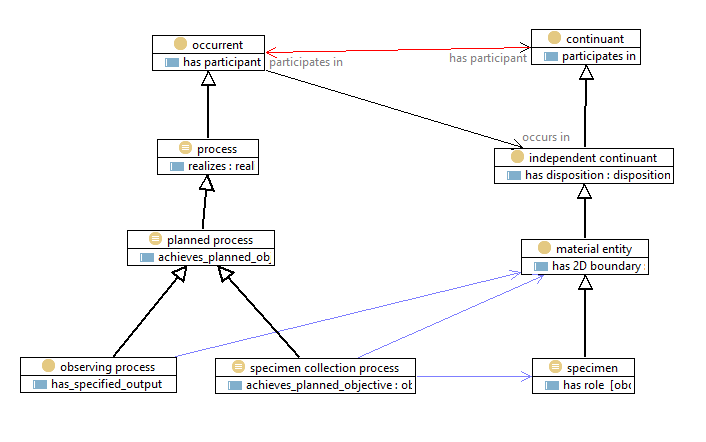 occurrent
has participant
continuant
participates in
participates in
has participant
occurs in
process
realizes : real
independent continuant
has disposition : disposition
planned process
achieves_planned_ob
material entity
has 2D boundary
observing process
has_specified_output
specimen collection process
achieves_planned_objective : ob
specimen
has role [obo